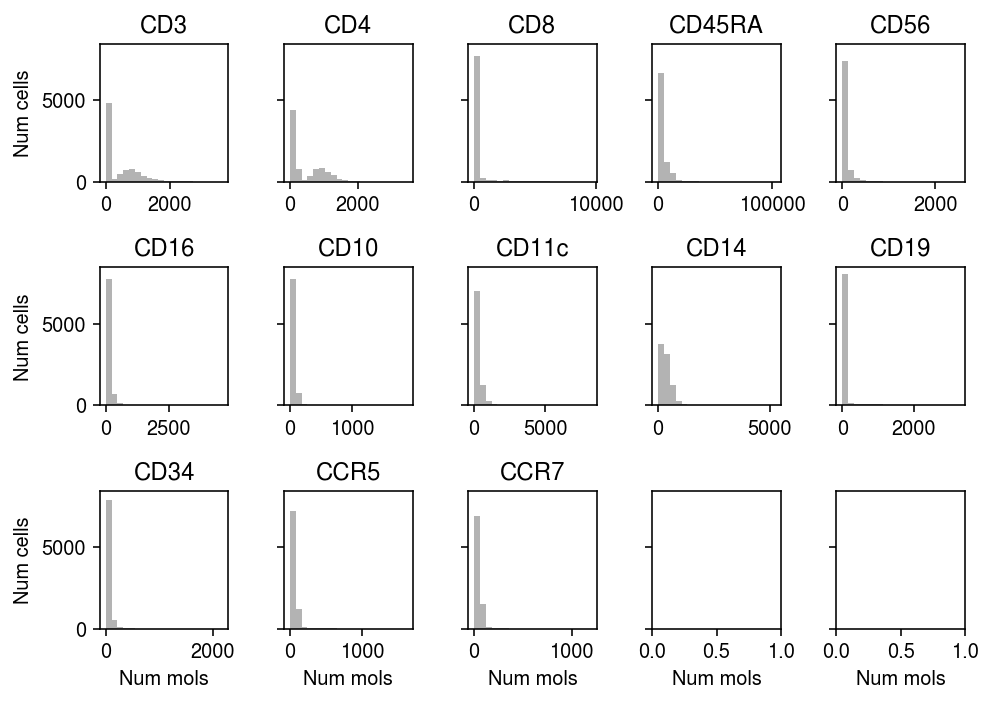 CD3 CD4 CD8 CD45RA CD56
Num cells
5000
0
0 2000 0 2000 0 10000 0 100000 0 2000
CD16 CD10 CD11c CD14 CD19
Num cells
5000
0
0 2500 0 1000 0 5000 0 5000 0 2000
CD34 CCR5 CCR7
Num cells
5000
0
0 2000 0 1000 0 1000 0.0 0.5 1.0 0.0 0.5 1.0
Num mols Num mols Num mols Num mols Num mols